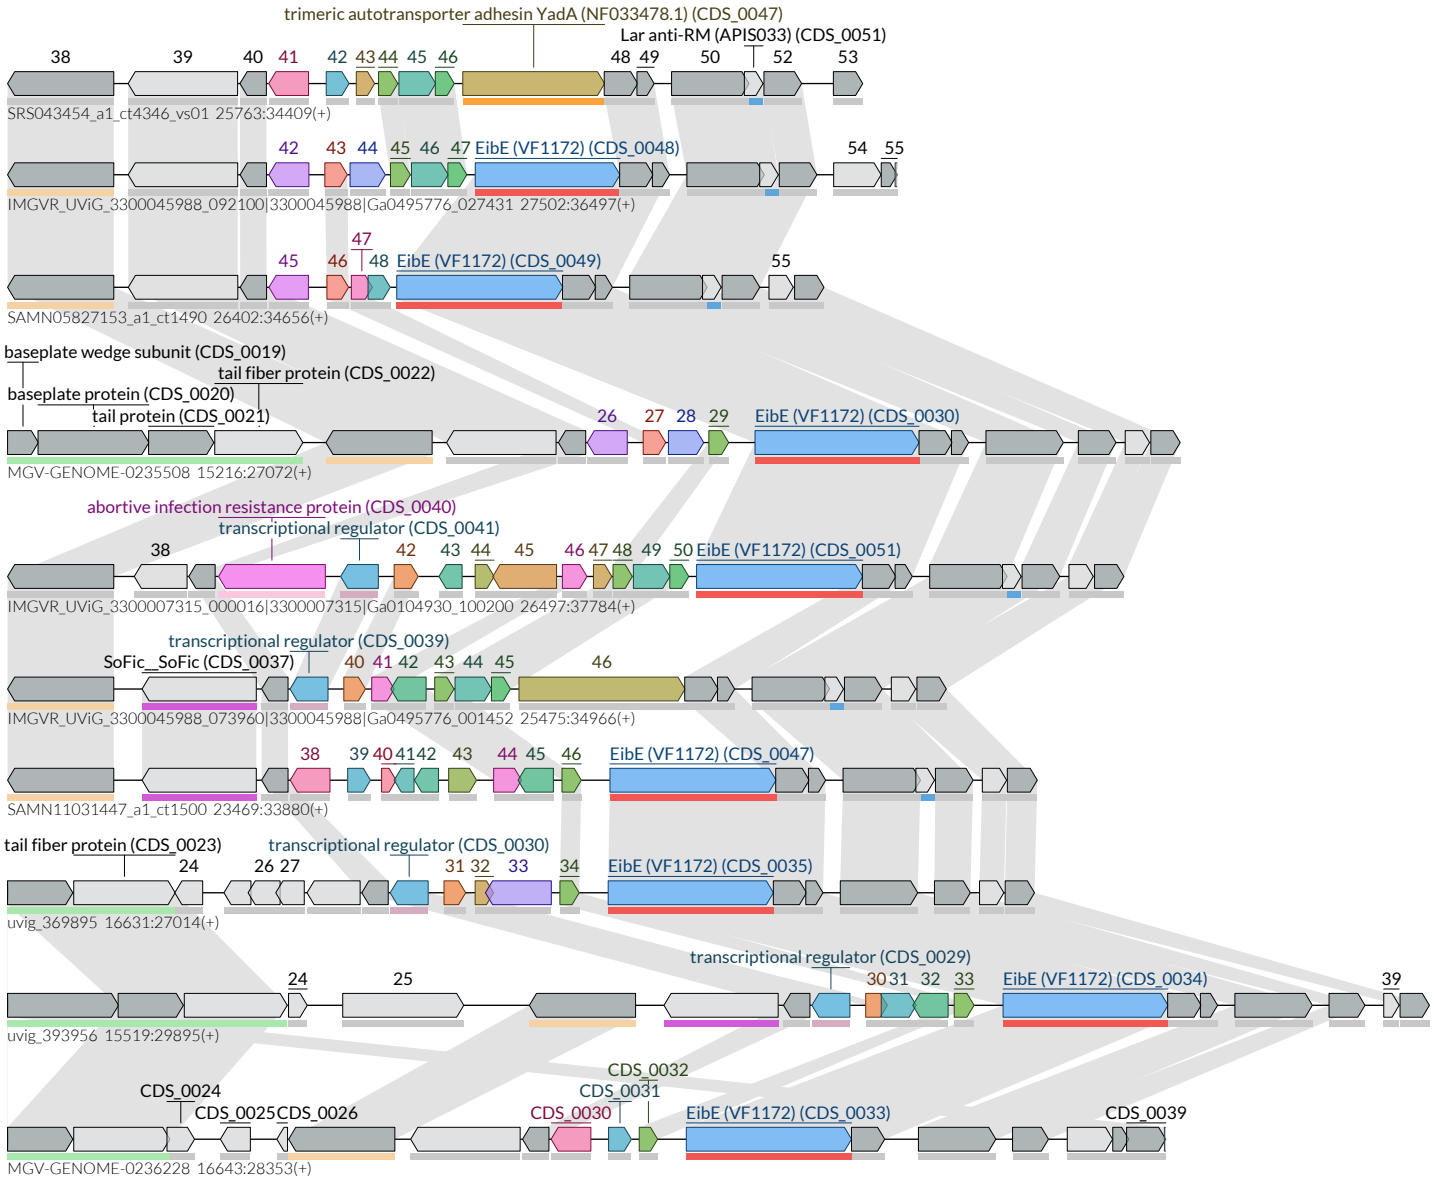 trimeric autotransporter adhesin YadA (NF033478.1) (CDS_0047)
Lar anti-RM (APIS033) (CDS_0051)
38 39 40 41 42 43 44 45 46 48 49 50 52 53
SRS043454_a1_ct4346_vs01 25763:34409(+)
42 43 44 45 46 47 EibE (VF1172) (CDS_0048) 54 55
IMGVR_UViG_3300045988_092100|3300045988|Ga0495776_027431 27502:36497(+)
47
45 46 48 EibE (VF1172) (CDS_0049) 55
SAMN05827153_a1_ct1490 26402:34656(+)
baseplate wedge subunit (CDS_0019)
tail fiber protein (CDS_0022)
baseplate protein (CDS_0020)
tail protein (CDS_0021) 26 27 28 29 EibE (VF1172) (CDS_0030)
MGV-GENOME-0235508 15216:27072(+)
abortive infection resistance protein (CDS_0040)
transcriptional regulator (CDS_0041)
38 42 43 44 45 46 47 48 49 50 EibE (VF1172) (CDS_0051)
IMGVR_UViG_3300007315_000016|3300007315|Ga0104930_100200 26497:37784(+)
transcriptional regulator (CDS_0039)
SoFic__SoFic (CDS_0037) 40 41 42 43 44 45 46
IMGVR_UViG_3300045988_073960|3300045988|Ga0495776_001452 25475:34966(+)
38 39 40 41 42 43 44 45 46 EibE (VF1172) (CDS_0047)
SAMN11031447_a1_ct1500 23469:33880(+)
tail fiber protein (CDS_0023) transcriptional regulator (CDS_0030)
24 26 27 31 32 33 34 EibE (VF1172) (CDS_0035)
uvig_369895 16631:27014(+)
transcriptional regulator (CDS_0029)
24 25 30 31 32 33 EibE (VF1172) (CDS_0034) 39
uvig_393956 15519:29895(+)
CDS_0032
CDS_0024 CDS_0031
CDS_0025 CDS_0026 CDS_0030 EibE (VF1172) (CDS_0033) CDS_0039
MGV-GENOME-0236228 16643:28353(+)